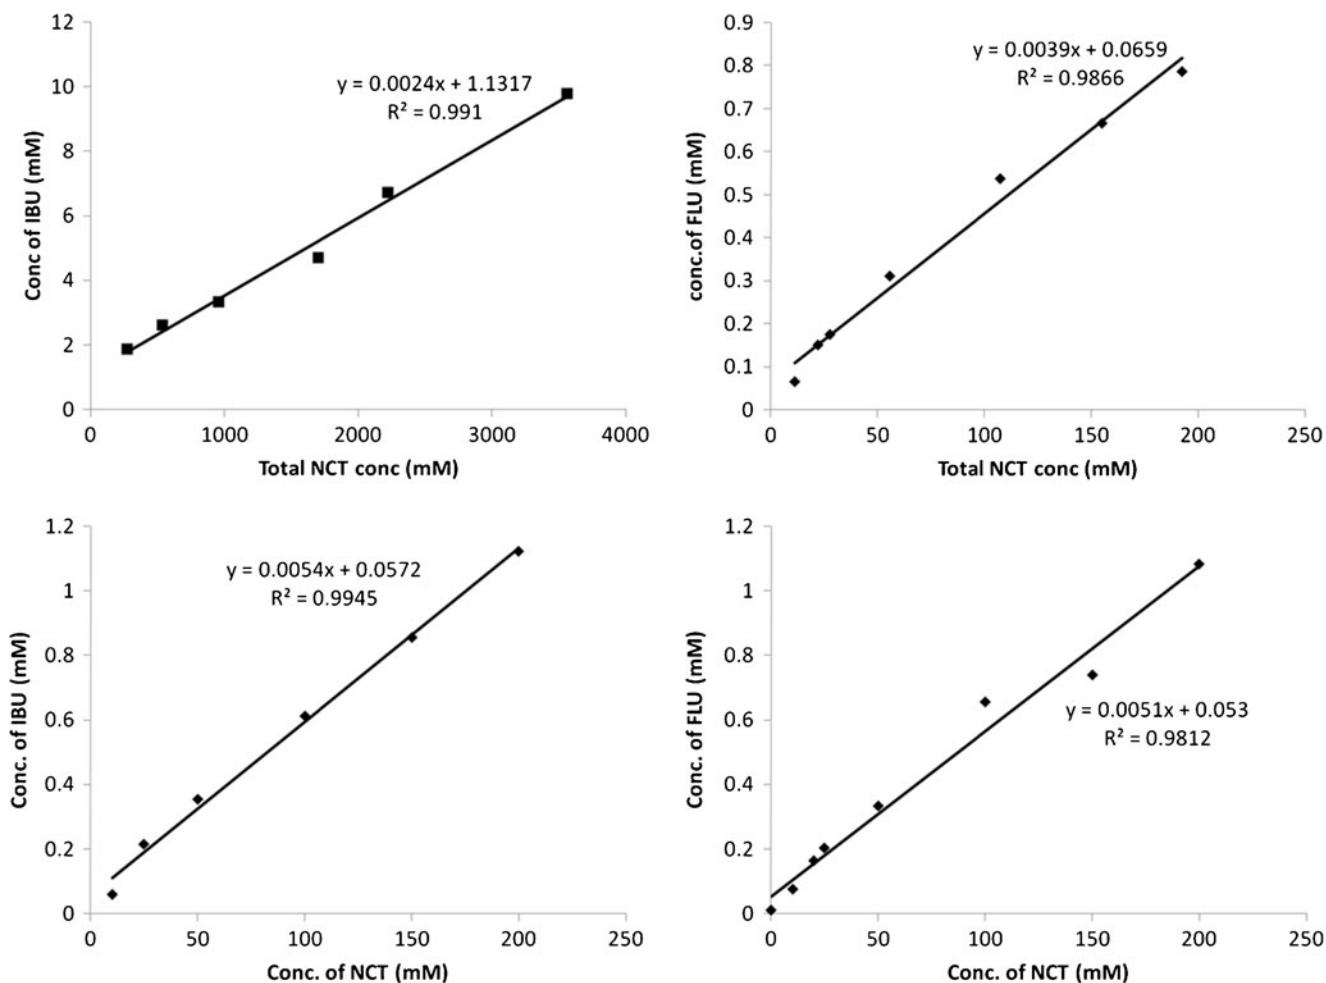 12
10
8
6
4
2
0
Conc of IBU (mM)
y = 0.0024x + 1.1317
R² = 0.991
0 1000 2000 3000 4000
Total NCT conc (mM)
0.9
0.8
0.7
0.6
0.5
0.4
0.3
0.2
0.1
0
conc.of FLU (mM)
y = 0.0039x + 0.0659
R² = 0.9866
0 50 100 150 200 250
Total NCT conc (mM)
1.2
1
0.8
0.6
0.4
0.2
0
Conc. of IBU (mM)
y = 0.0054x + 0.0572
R² = 0.9945
0 50 100 150 200 250
Conc. of NCT (mM)
1.2
1
0.8
0.6
0.4
0.2
0
Conc. of FLU (mM)
y = 0.0051x + 0.053
R² = 0.9812
0 50 100 150 200 250
Conc. of NCT (mM)